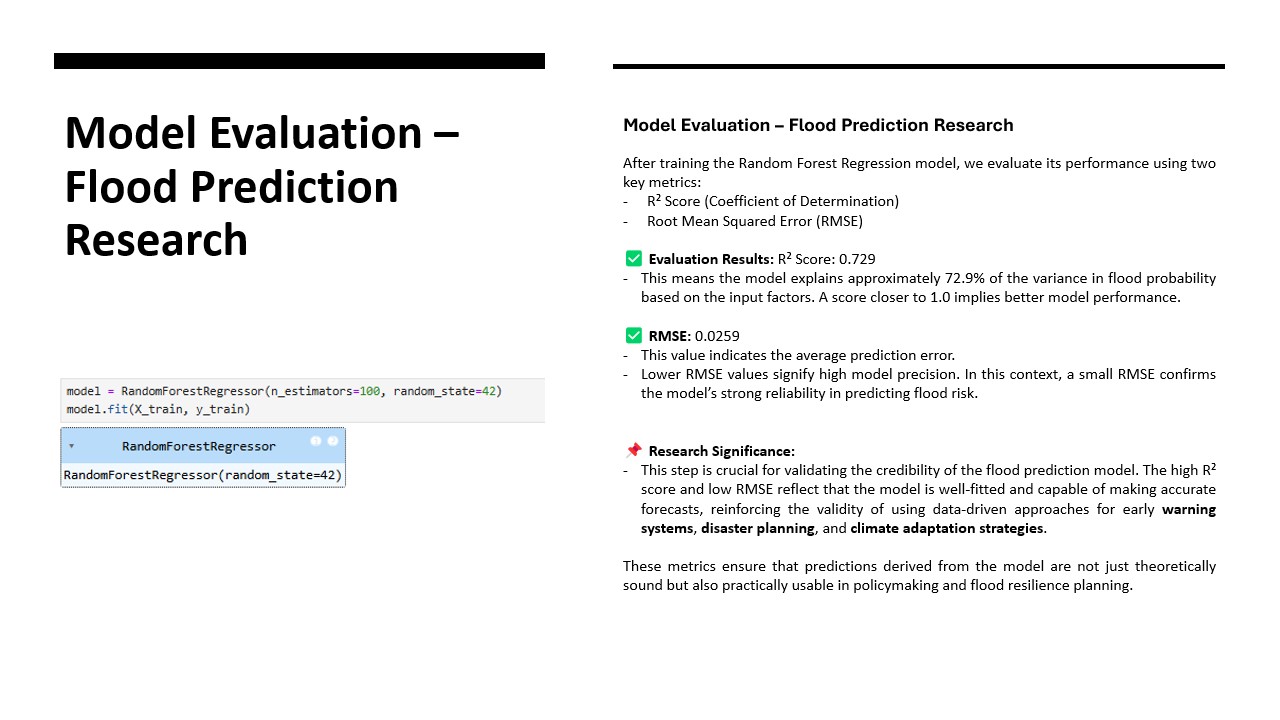 Model Evaluation –
Flood Prediction
Research
model = RandomForestRegressor(n_estimators=100, random_state=42)
model.fit(X_train, y_train)
RandomForestRegressor
RandomForestRegressor(random_state=42)
Model Evaluation – Flood Prediction Research
After training the Random Forest Regression model, we evaluate its performance using two
key metrics:
- R² Score (Coefficient of Determination)
- Root Mean Squared Error (RMSE)
✅ Evaluation Results: R² Score: 0.729
- This means the model explains approximately 72.9% of the variance in flood probability
based on the input factors. A score closer to 1.0 implies better model performance.
✅ RMSE: 0.0259
- This value indicates the average prediction error.
- Lower RMSE values signify high model precision. In this context, a small RMSE confirms
the model’s strong reliability in predicting flood risk.
📌 Research Significance:
- This step is crucial for validating the credibility of the flood prediction model. The high R²
score and low RMSE reflect that the model is well-fitted and capable of making accurate
forecasts, reinforcing the validity of using data-driven approaches for early warning
systems, disaster planning, and climate adaptation strategies.
These metrics ensure that predictions derived from the model are not just theoretically
sound but also practically usable in policymaking and flood resilience planning.